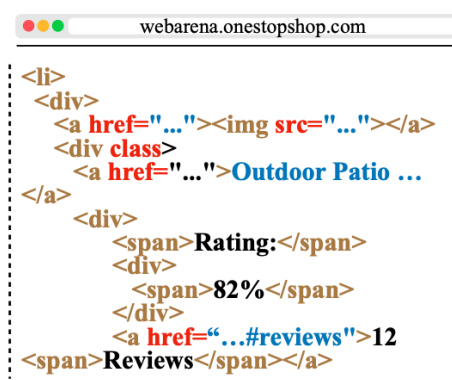 webarena.onestopshop.com
<li>
<div>
<a href="..."><img src="..."></a>
<div class>
<a href="...">Outdoor Patio ...
</a>
<div>
<span>Rating:</span>
<div>
<span>82%</span>
</div>
<a href=“...#reviews">12
<span>Reviews</span></a>